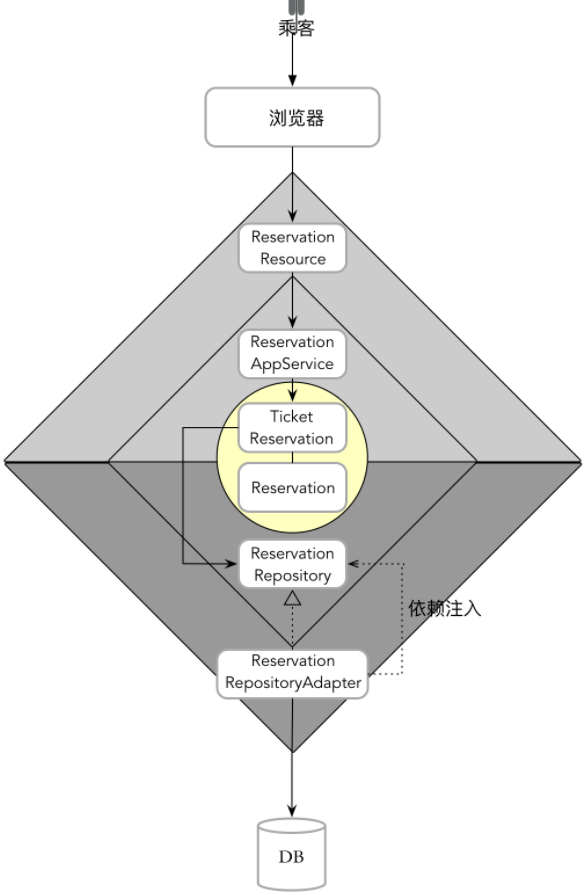 乘客
浏览器
Reservation
Resource
Reservation
AppService
Ticket
Reservation
Reservation
Reservation
Repository
依赖注入
Reservation
RepositoryAdapter
DB